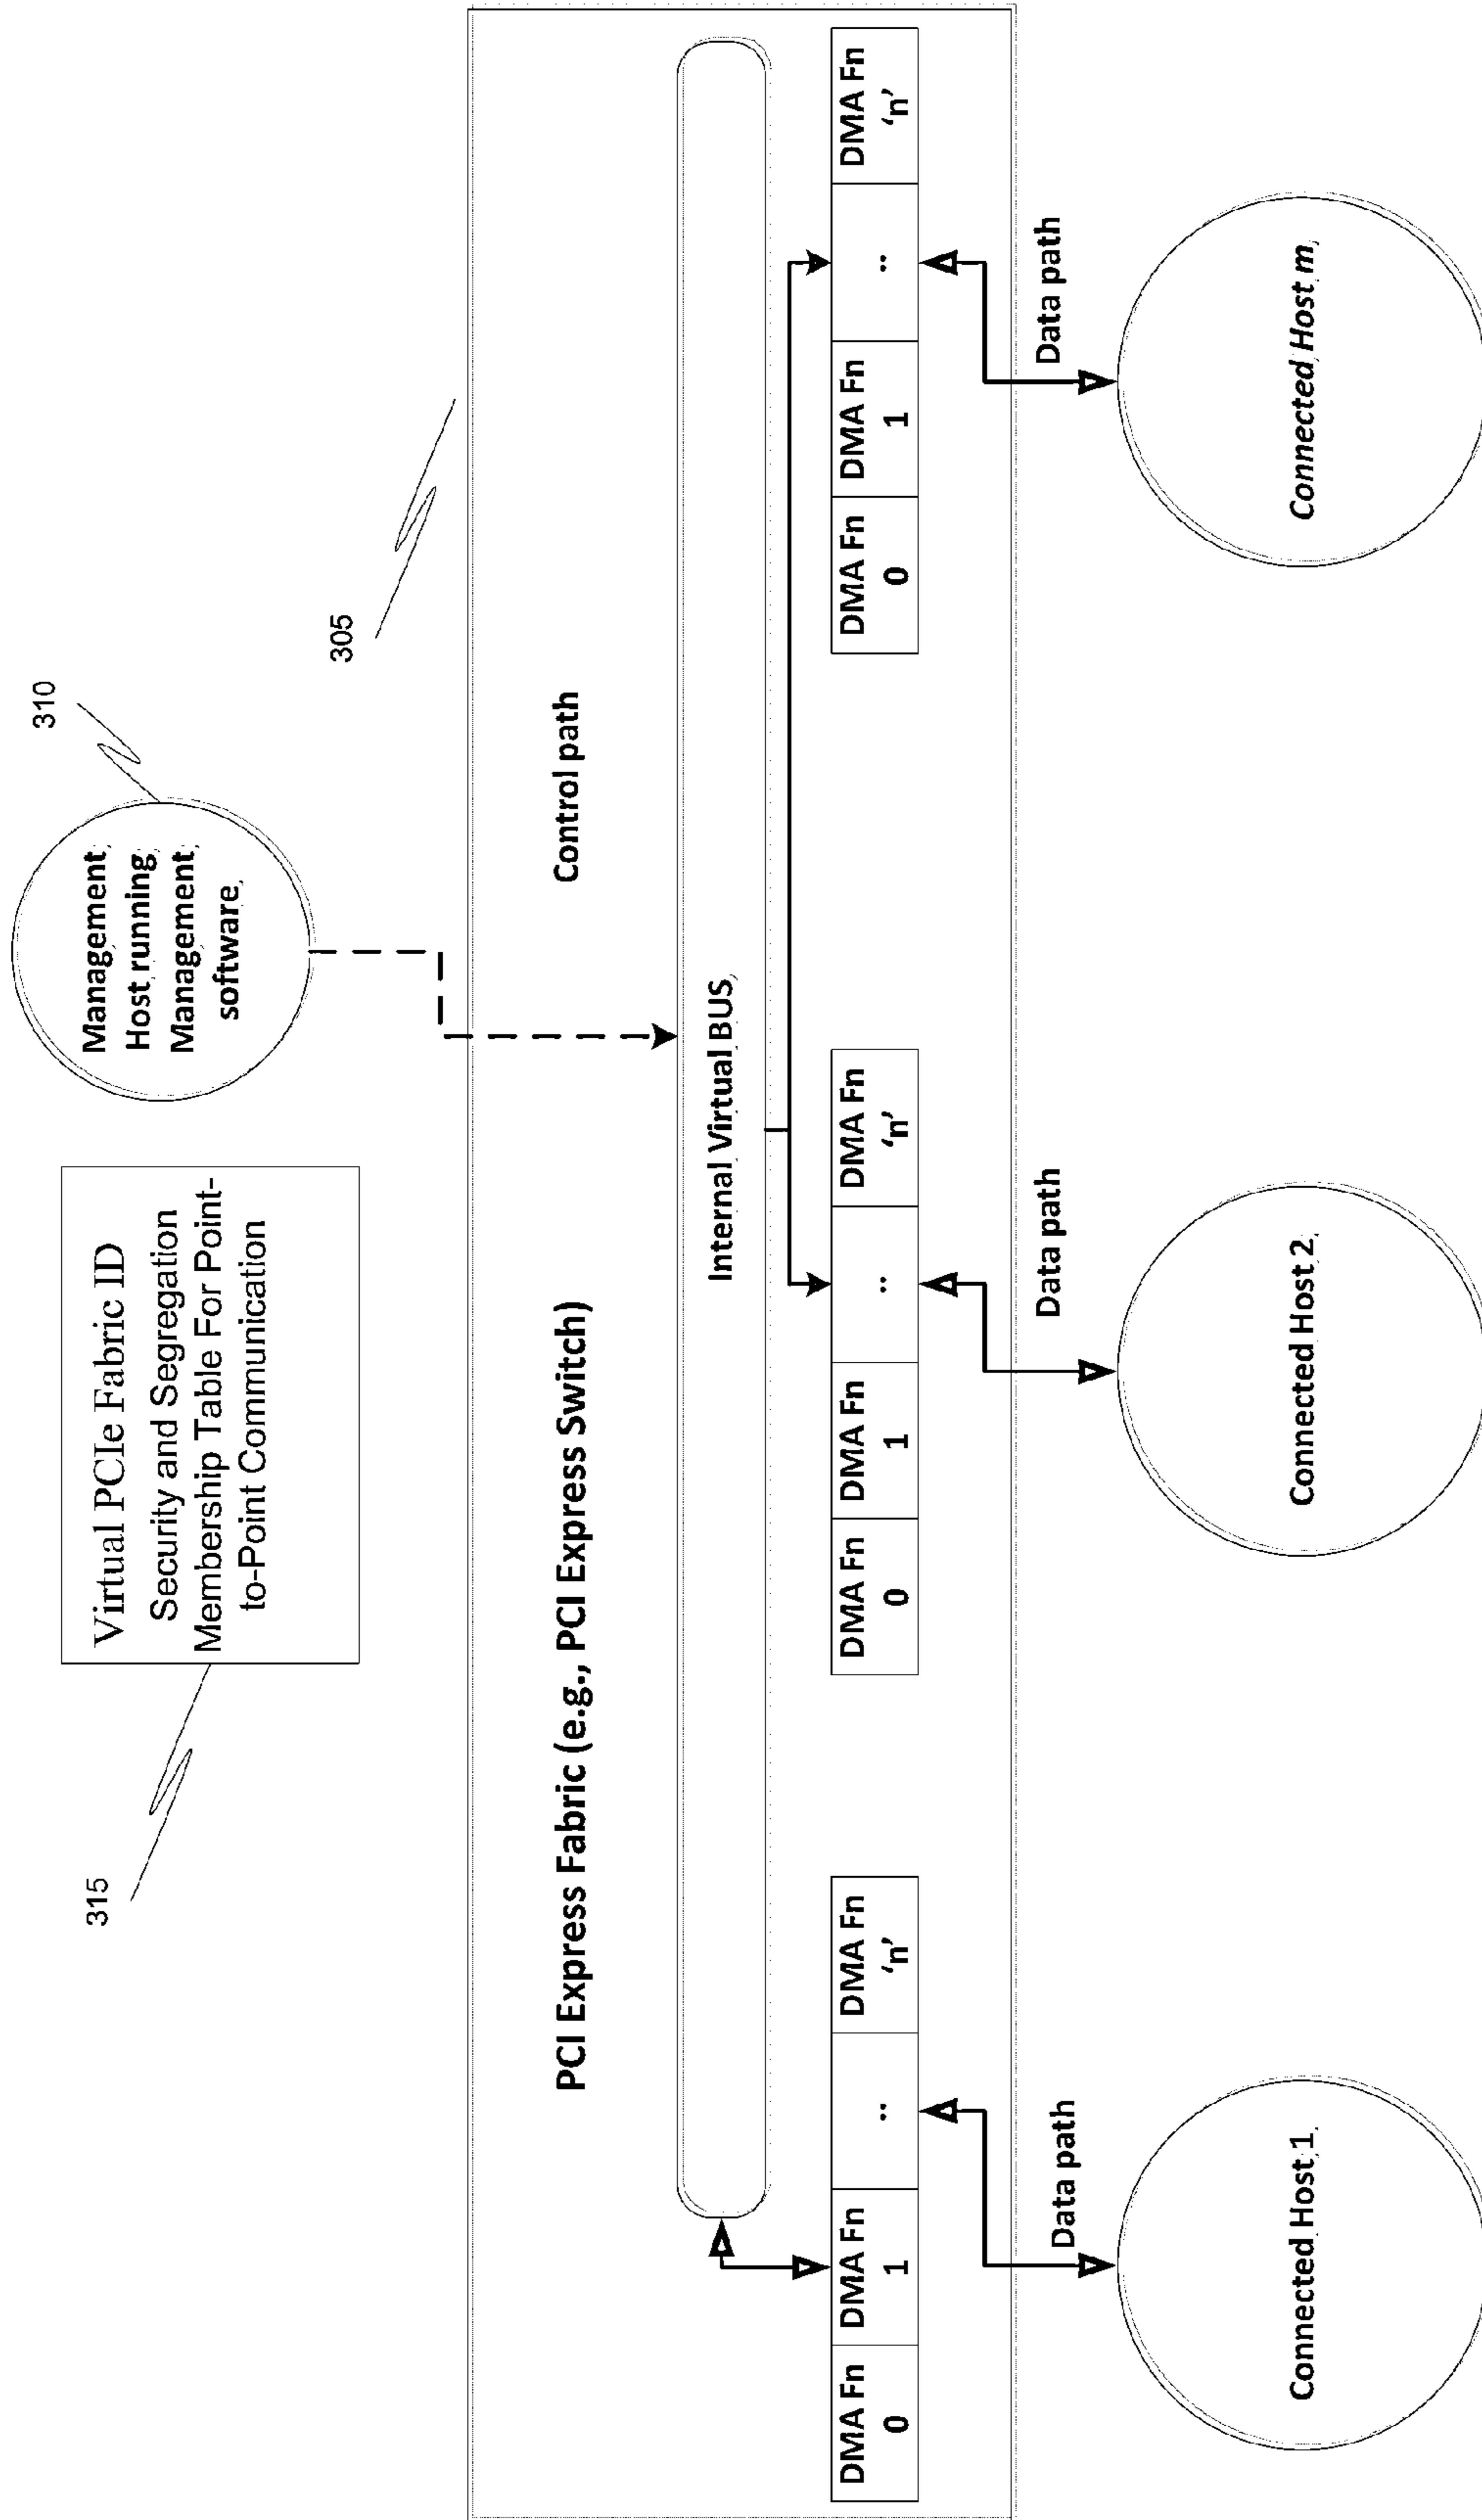 315
Virtual PCIe Fabric ID
Security and Segregation
Membership Table For Point-
to-Point Communication
310
Management
Host running
Management
software
305
PCI Express Fabric (e.g., PCI Express Switch)
Control path
Internal Virtual BUS
DMA Fn
0
DMA Fn
1
..
DMA Fn
‘n’
DMA Fn
0
DMA Fn
1
..
DMA Fn
‘n’
DMA Fn
0
DMA Fn
1
..
DMA Fn
‘n’
Data path
Data path
Data path
Connected Host 1
Connected Host 2
Connected Host m